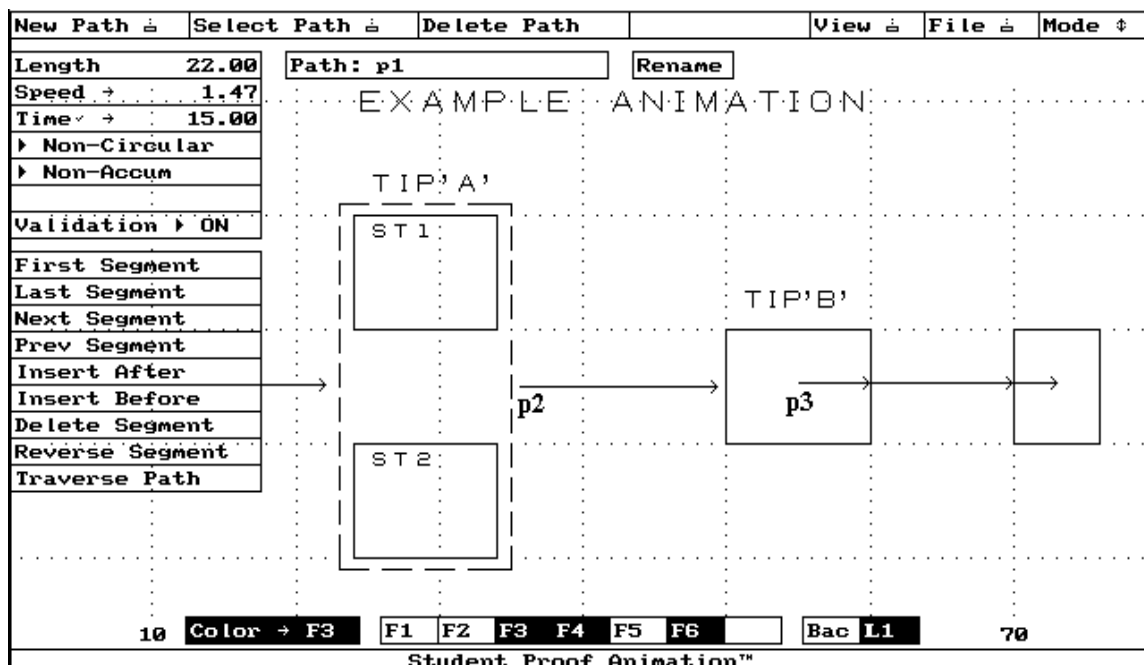 New Path Select Path Delete Path View File Mode
Length 22.00 Path: p1 Rename
Speed → 1.47
EXAMPLE ANIMATION
Time✓ → 15.00
Non-Circular
Non-Accum
TIP'A'
Validation ON
ST1
First Segment
Last Segment
TIP'B'
Next Segment
Prev Segment
Insert After
Insert Before
p2 p3
Delete Segment
Reverse Segment
ST2
Traverse Path
10 Color → F3 F1 F2 F3 F4 F5 F6 Bac L1 70
Student Proof Animation™